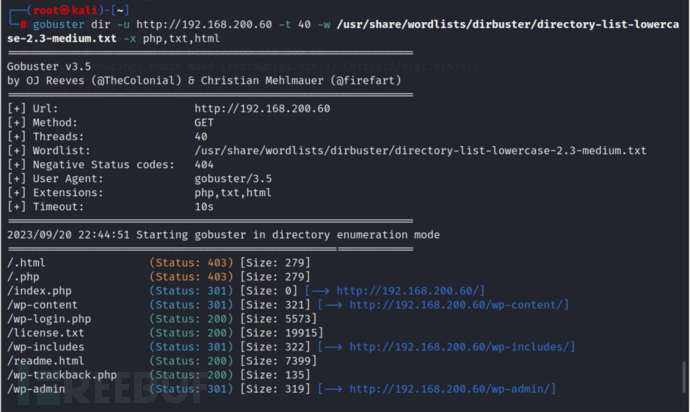 (root㉿kali)-[~]
# gobuster dir -u http://192.168.200.60 -t 40 -w /usr/share/wordlists/dirbuster/directory-list-lowerca
se-2.3-medium.txt -x php,txt,html
Gobuster v3.5
by OJ Reeves (@TheColonial) & Christian Mehlmauer (@firefart)
[+] Url: http://192.168.200.60
[+] Method: GET
[+] Threads: 40
[+] Wordlist: /usr/share/wordlists/dirbuster/directory-list-lowercase-2.3-medium.txt
[+] Negative Status codes: 404
[+] User Agent: gobuster/3.5
[+] Extensions: php,txt,html
[+] Timeout: 10s
2023/09/20 22:44:51 Starting gobuster in directory enumeration mode
/.html (Status: 403) [Size: 279]
/.php (Status: 403) [Size: 279]
/index.php (Status: 301) [Size: 0] [--> http://192.168.200.60/]
/wp-content (Status: 301) [Size: 321] [--> http://192.168.200.60/wp-content/]
/wp-login.php (Status: 200) [Size: 5573]
/license.txt (Status: 200) [Size: 19915]
/wp-includes (Status: 301) [Size: 322] [--> http://192.168.200.60/wp-includes/]
/readme.html (Status: 200) [Size: 7399]
/wp-trackback.php (Status: 200) [Size: 135]
/wp-admin (Status: 301) [Size: 319] [--> http://192.168.200.60/wp-admin/]
FREEBUF